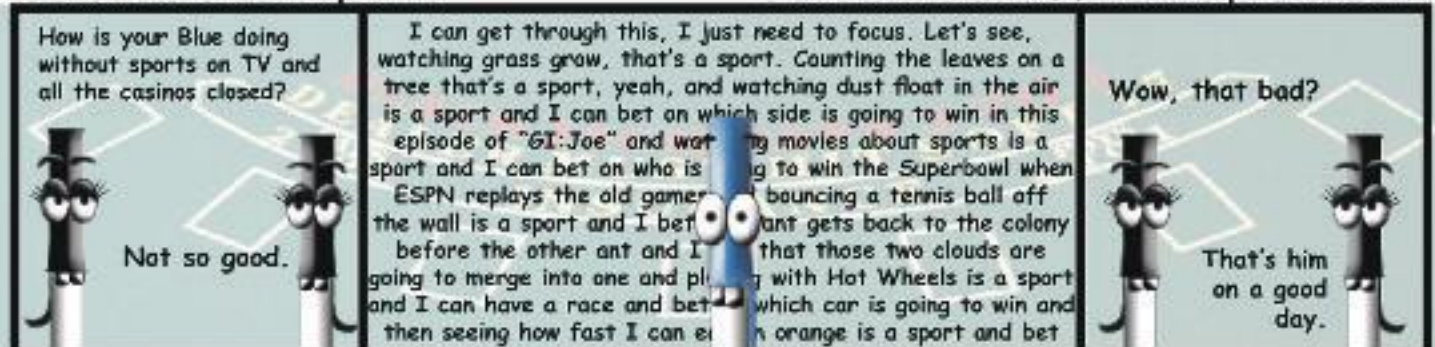 How is your Blue doing
without sports on TV and
all the casinos closed?
Not so good.
I can get through this, I just need to focus. Let's see,
watching grass grow, that's a sport. Counting the leaves on a
tree that's a sport, yeah, and watching dust float in the air
is a sport and I can bet on which side is going to win in this
episode of "GI:Joe" and movies about sports is a
sport and I can bet on who is to win the Superbowl when
ESPN replays the old games bouncing a tennis ball off
the wall is a sport and I bet ant gets back to the colony
before the other ant and I that those two clouds are
going to merge into one and with Hot Wheels is a sport
and I can have a race and bet which car is going to win and
then seeing how fast I can orange is a sport and bet
Wow, that bad?
That's him
on a good
day.